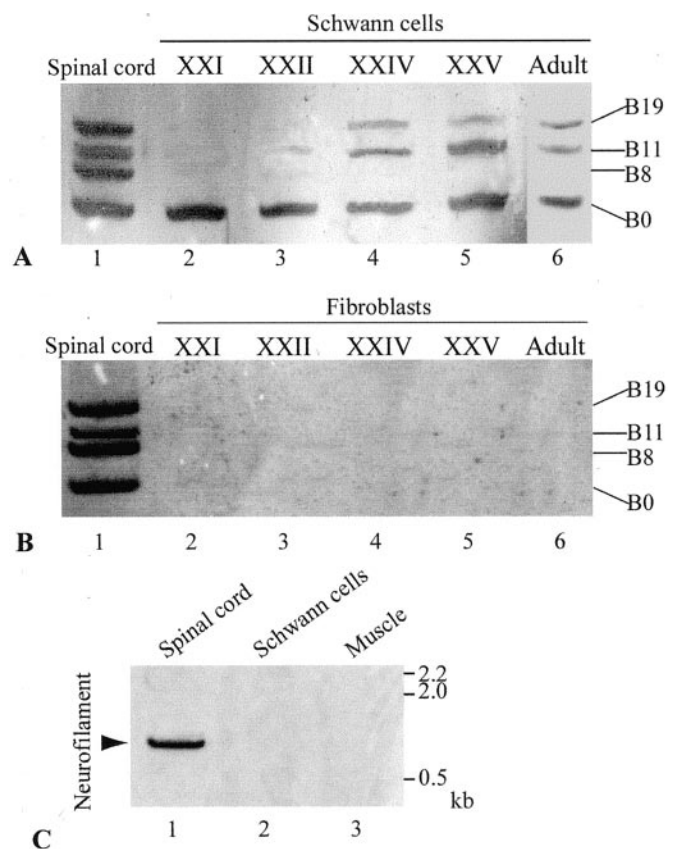 Schwann cells
Spinal cord XXI XXII XXIV XXV Adult
B19
B11
B8
B0
A 1 2 3 4 5 6
Fibroblasts
Spinal cord XXI XXII XXIV XXV Adult
B19
B11
B8
B0
B 1 2 3 4 5 6
Spinal cord Schwann cells Muscle
Neurofilament
2.2
2.0
0.5
kb
1 2 3
C